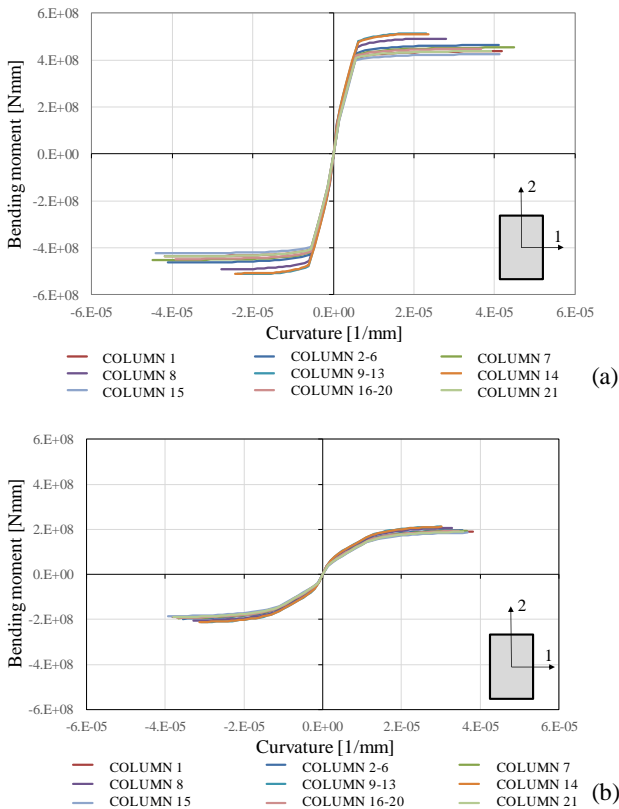 6.E+08
4.E+08
2.E+08
0.E+00
-2.E+08
-4.E+08
-6.E+08
Bending moment [Nmm]
-6.E-05 -4.E-05 -2.E-05 0.E+00 2.E-05 4.E-05 6.E-05
Curvature [1/mm]
2
1
COLUMN 1 COLUMN 2-6 COLUMN 7
COLUMN 8 COLUMN 9-13 COLUMN 14
COLUMN 15 COLUMN 16-20 COLUMN 21
(a)
6.E+08
4.E+08
2.E+08
0.E+00
-2.E+08
-4.E+08
-6.E+08
Bending moment [Nmm]
-6.E-05 -4.E-05 -2.E-05 0.E+00 2.E-05 4.E-05 6.E-05
Curvature [1/mm]
2
1
COLUMN 1 COLUMN 2-6 COLUMN 7
COLUMN 8 COLUMN 9-13 COLUMN 14
COLUMN 15 COLUMN 16-20 COLUMN 21
(b)